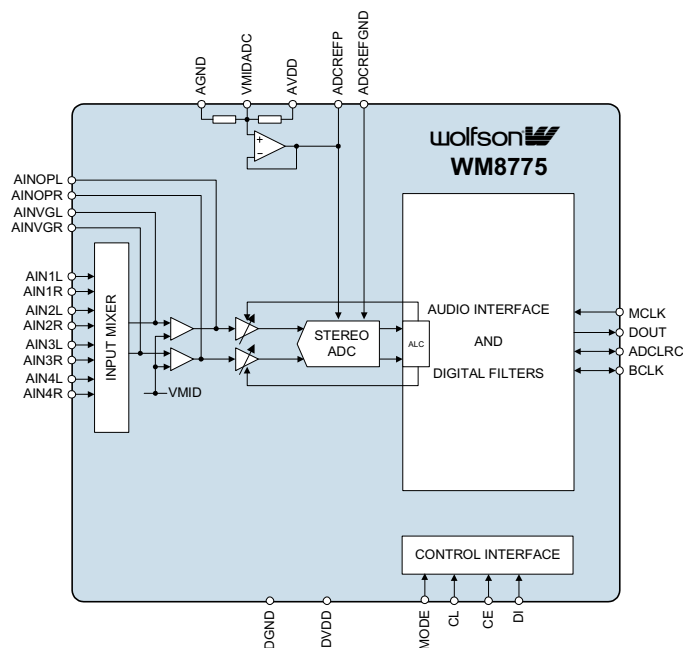 AGND
VMIDADC
AVDD
ADCREFP
ADCREFGND
wolfson
WM8775
AINOPL
AINOPR
AINVGL
AINVGR
AIN1L
AIN1R
AIN2L
AIN2R
AIN3L
AIN3R
AIN4L
AIN4R
INPUT MIXER
+
−
VMID
STEREO
ADC
ALC
AUDIO INTERFACE
AND
DIGITAL FILTERS
MCLK
DOUT
ADCLRC
BCLK
CONTROL INTERFACE
DGND
DVDD
MODE
CL
CE
DI